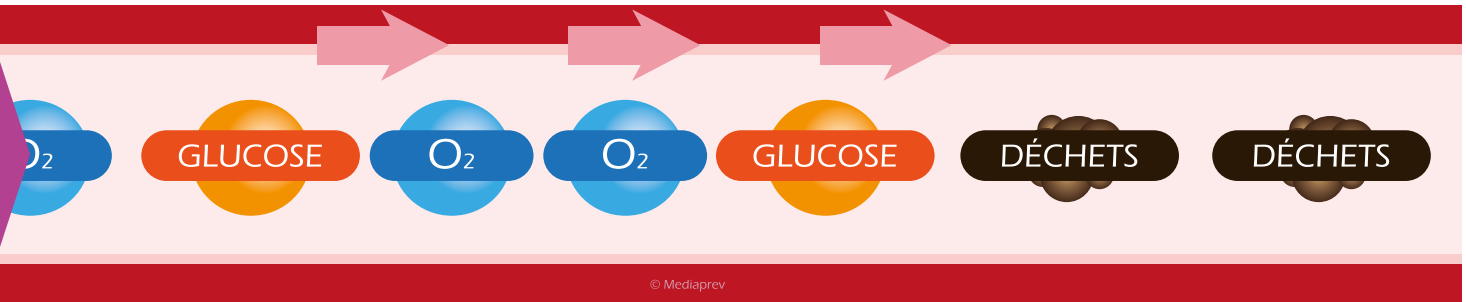 O2
GLUCOSE
O2
O2
GLUCOSE
DÉCHETS
DÉCHETS
© Mediaprev